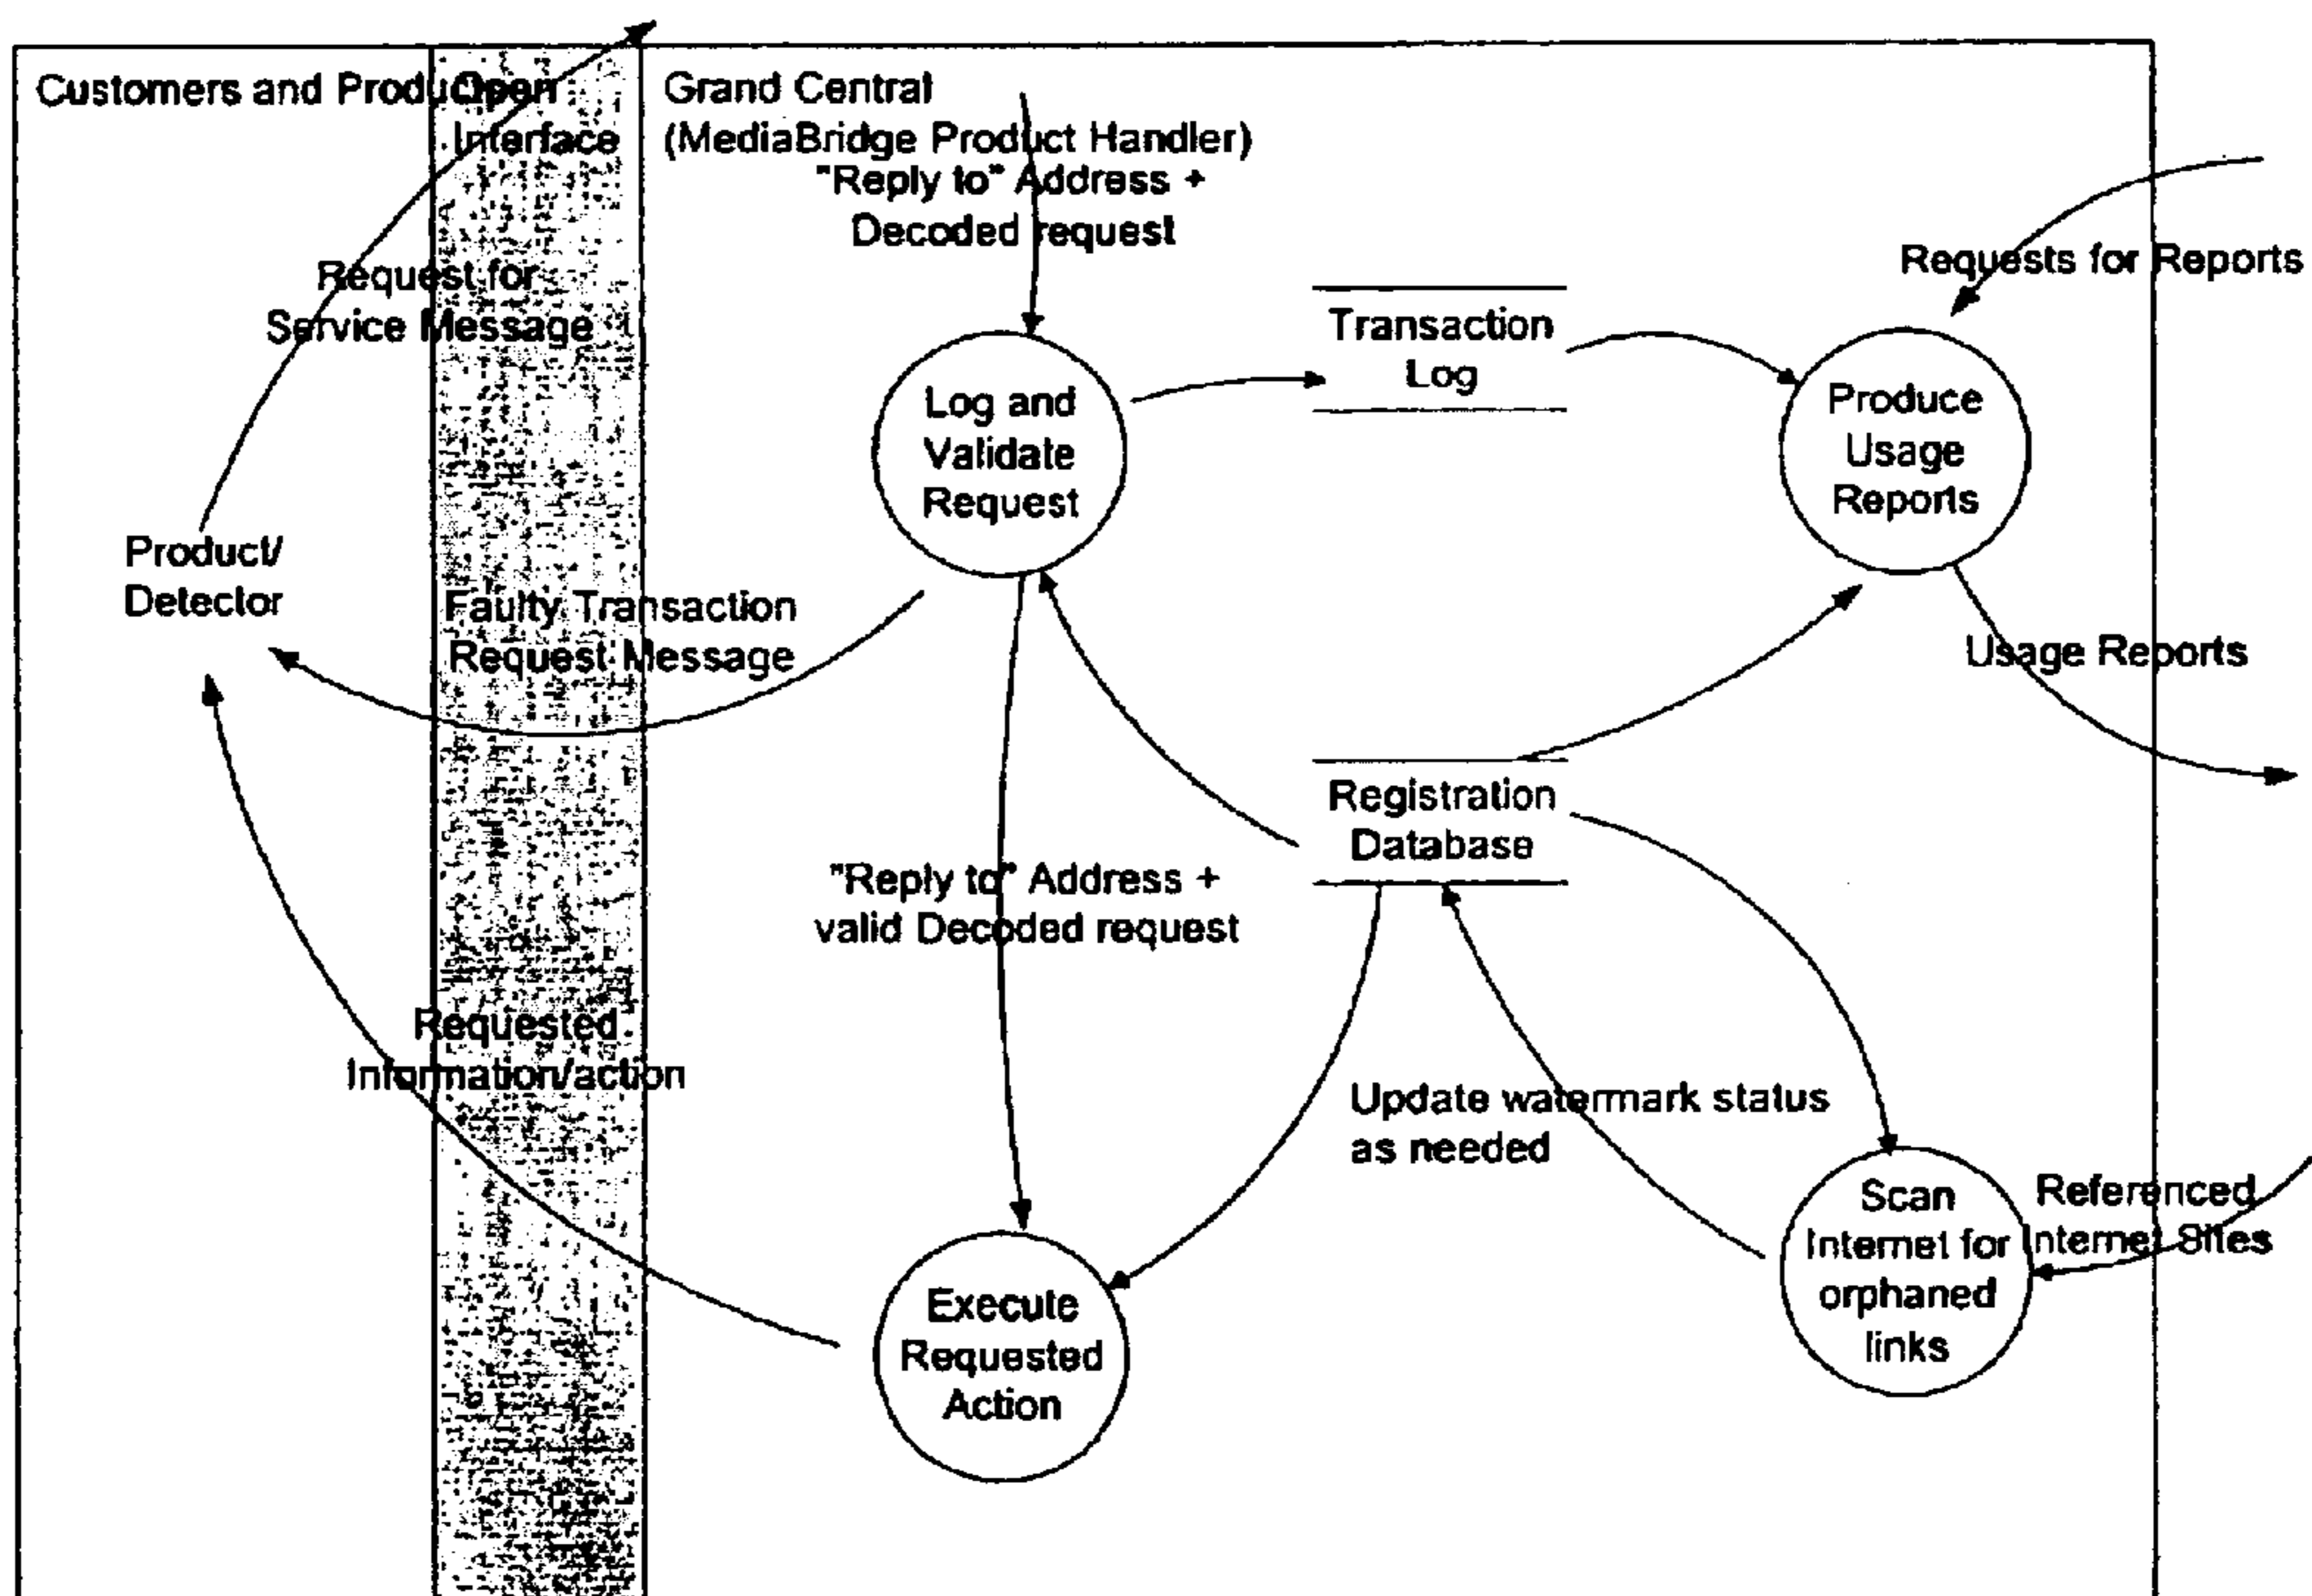 Customers and Products
Open
Interface
Grand Central
(MediaBridge Product Handler)
"Reply to" Address +
Decoded request
Request for
Service Message
Requests for Reports
Transaction
Log
Log and
Validate
Request
Produce
Usage
Reports
Product/
Detector
Faulty Transaction
Request Message
Usage Reports
Registration
Database
"Reply to" Address +
valid Decoded request
Requested
Information/action
Update watermark status
as needed
Scan
Internet for
orphaned
links
Referenced
Internet Sites
Execute
Requested
Action